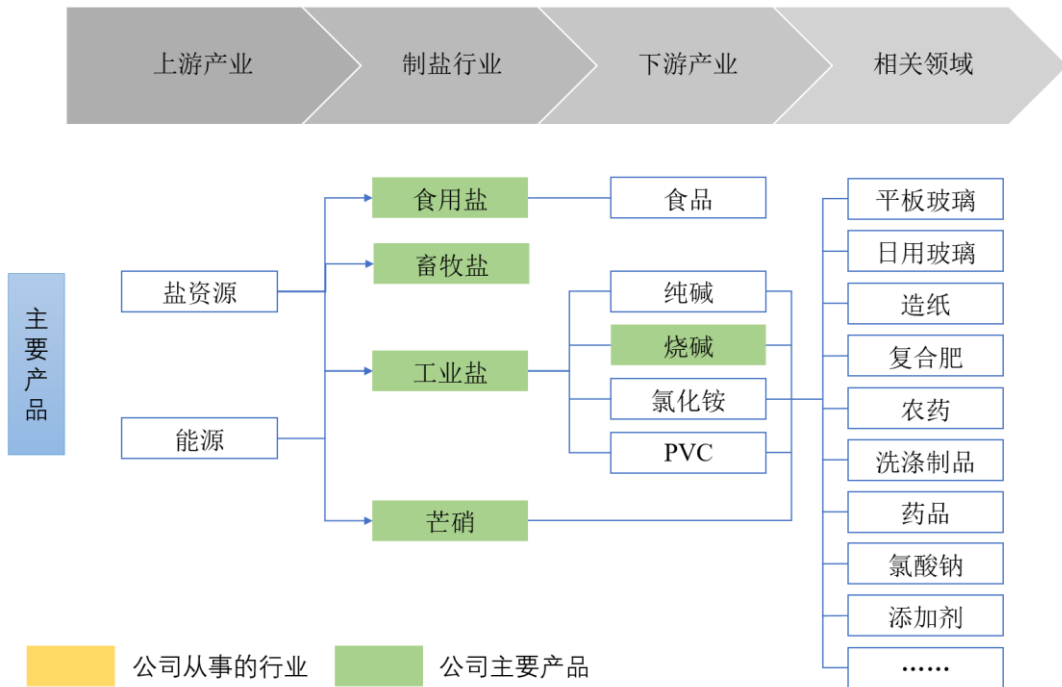 上游产业
制盐行业
下游产业
相关领域
主要产品
盐资源
能源
食用盐
畜牧盐
工业盐
芒硝
食品
纯碱
烧碱
氯化铵
PVC
平板玻璃
日用玻璃
造纸
复合肥
农药
洗涤制品
药品
氯酸钠
添加剂
……
公司从事的行业
公司主要产品